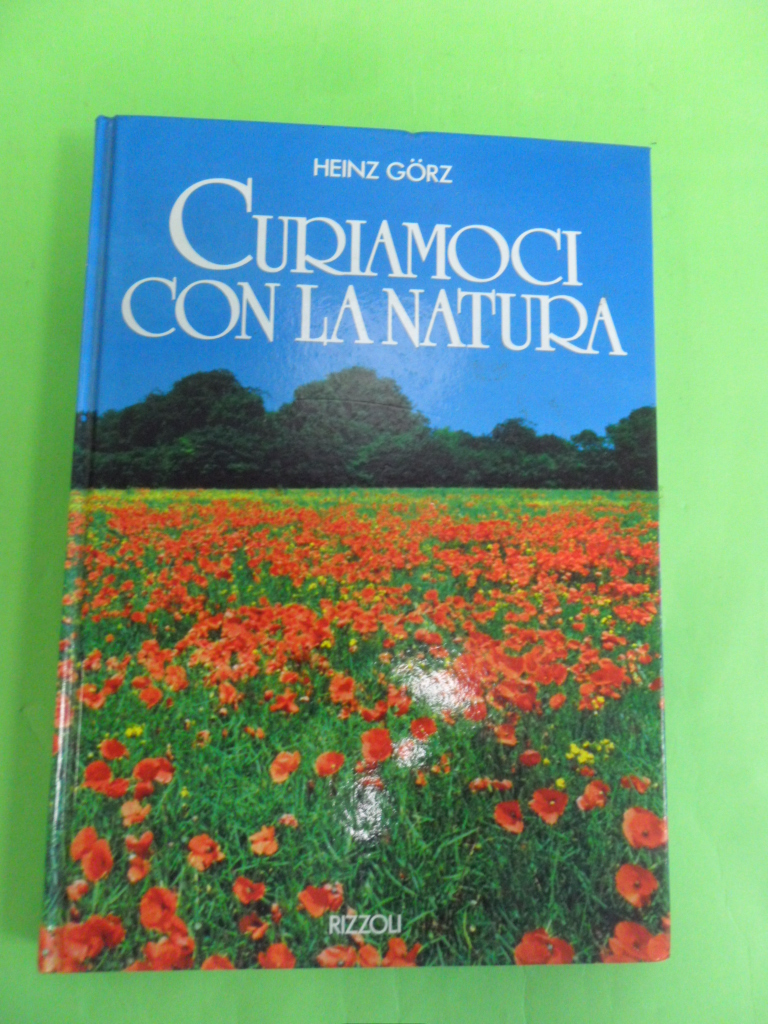 HEINZ GÖRZ
CURIAMOCI
CON LA NATURA
RIZZOLI